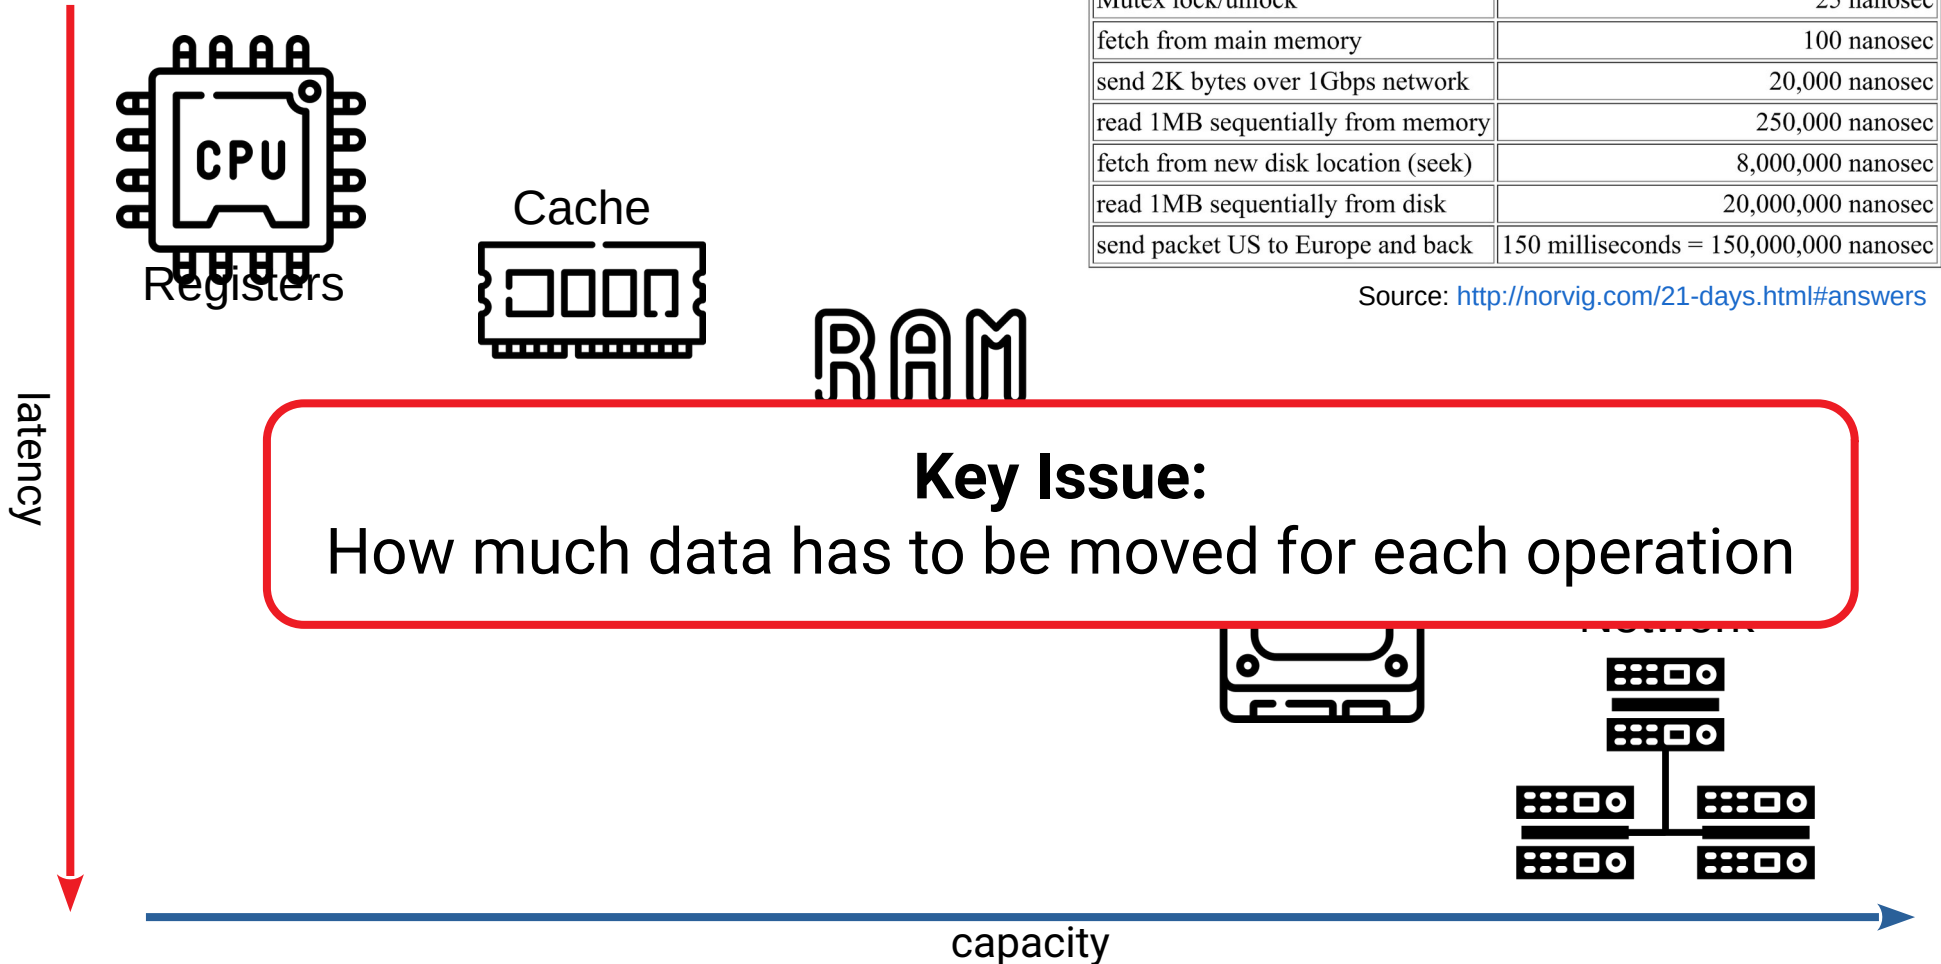 Mutex lock/unlock 25 nanosec
fetch from main memory 100 nanosec
send 2K bytes over 1Gbps network 20,000 nanosec
read 1MB sequentially from memory 250,000 nanosec
fetch from new disk location (seek) 8,000,000 nanosec
read 1MB sequentially from disk 20,000,000 nanosec
send packet US to Europe and back 150 milliseconds = 150,000,000 nanosec
Source: http://norvig.com/21-days.html#answers
CPU
Registers
Cache
RAM
latency
Key Issue:
How much data has to be moved for each operation
Network
capacity